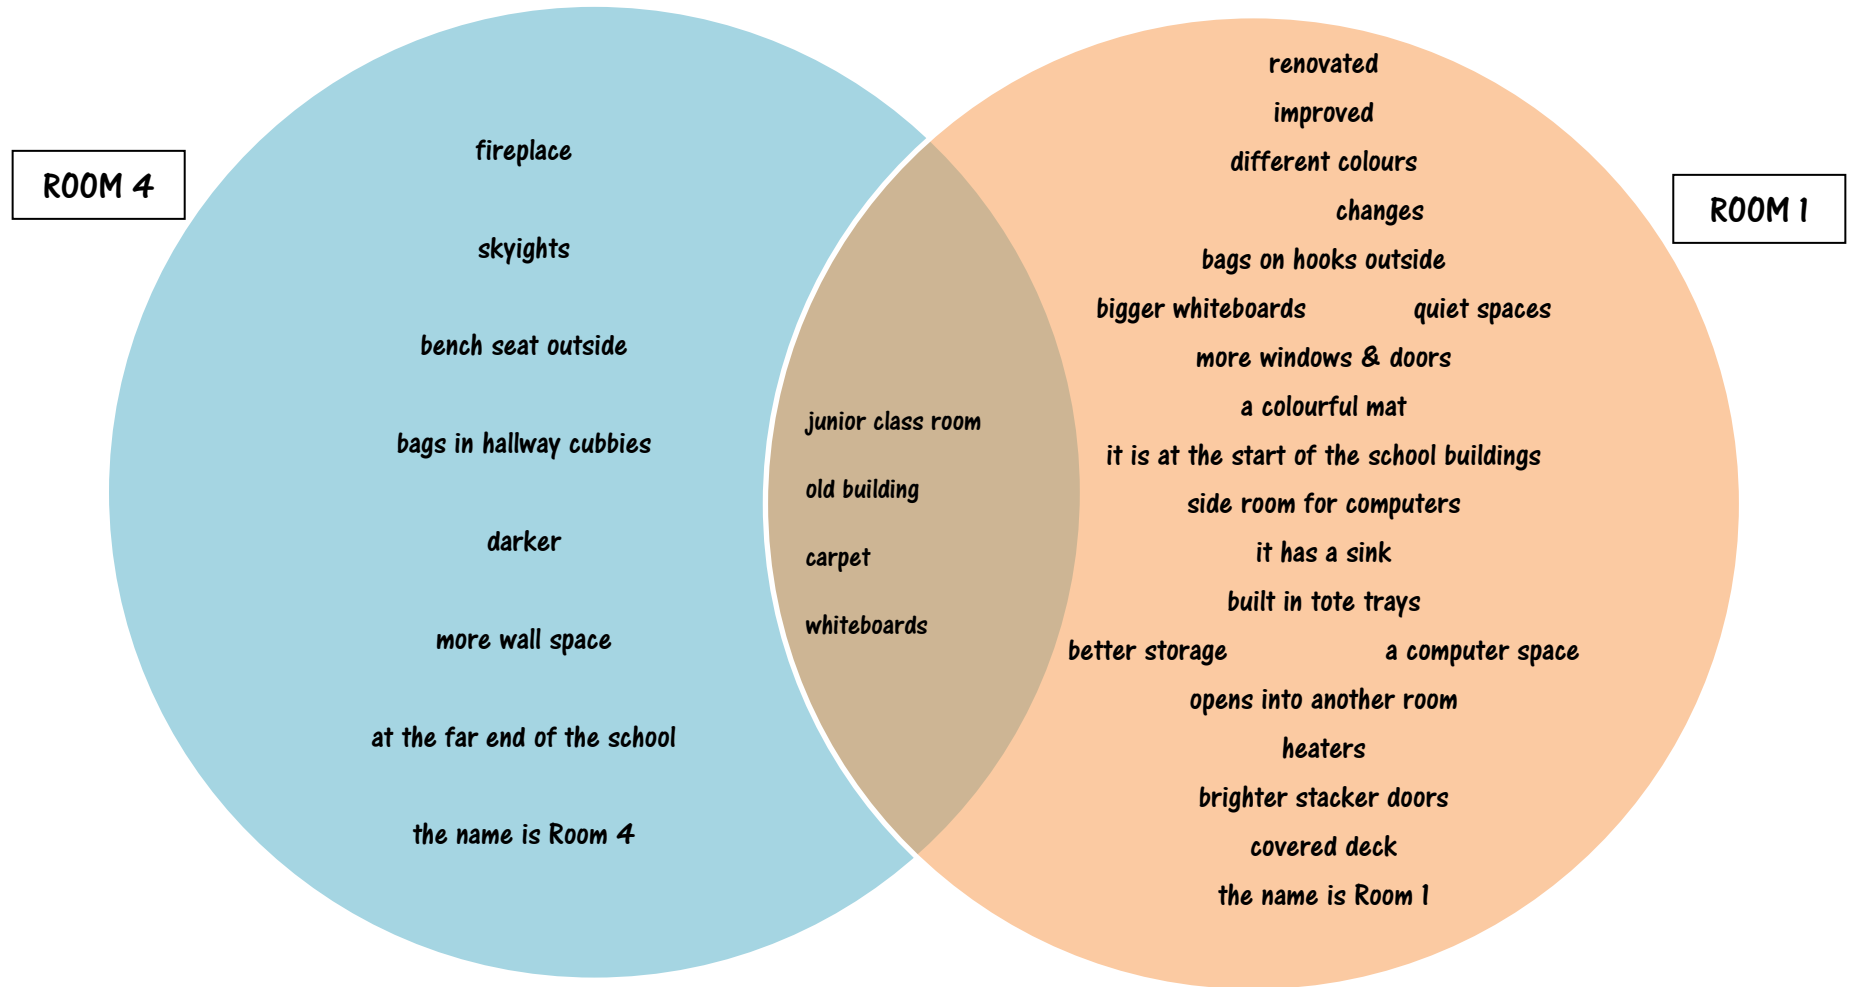 ROOM 4
fireplace
skyights
bench seat outside
bags in hallway cubbies
darker
more wall space
at the far end of the school
the name is Room 4
junior class room
old building
carpet
whiteboards
ROOM 1
renovated
improved
different colours
changes
bags on hooks outside
bigger whiteboards quiet spaces
more windows & doors
a colourful mat
it is at the start of the school buildings
side room for computers
it has a sink
built in tote trays
better storage a computer space
opens into another room
heaters
brighter stacker doors
covered deck
the name is Room 1